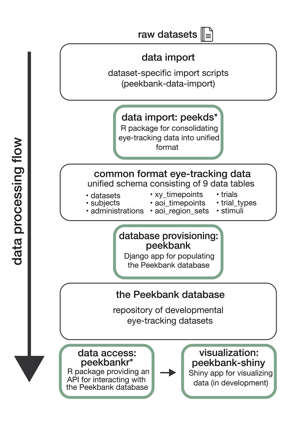 raw datasets
data processing flow
data import
dataset-specific import scripts
(peekbank-data-import)
data import: peekds*
R package for consolidating
eye-tracking data into unified
format
common format eye-tracking data
unified schema consisting of 9 data tables
• datasets • xy_timepoints • trials
• subjects • aoi_timepoints • trial_types
• administrations • aoi_region_sets • stimuli
database provisioning:
peekbank
Django app for populating
the Peekbank database
the Peekbank database
repository of developmental
eye-tracking datasets
data access:
peekbankr*
R package providing an
API for interacting with
the Peekbank database
visualization:
peekbank-shiny
Shiny app for visualizing
data (in development)